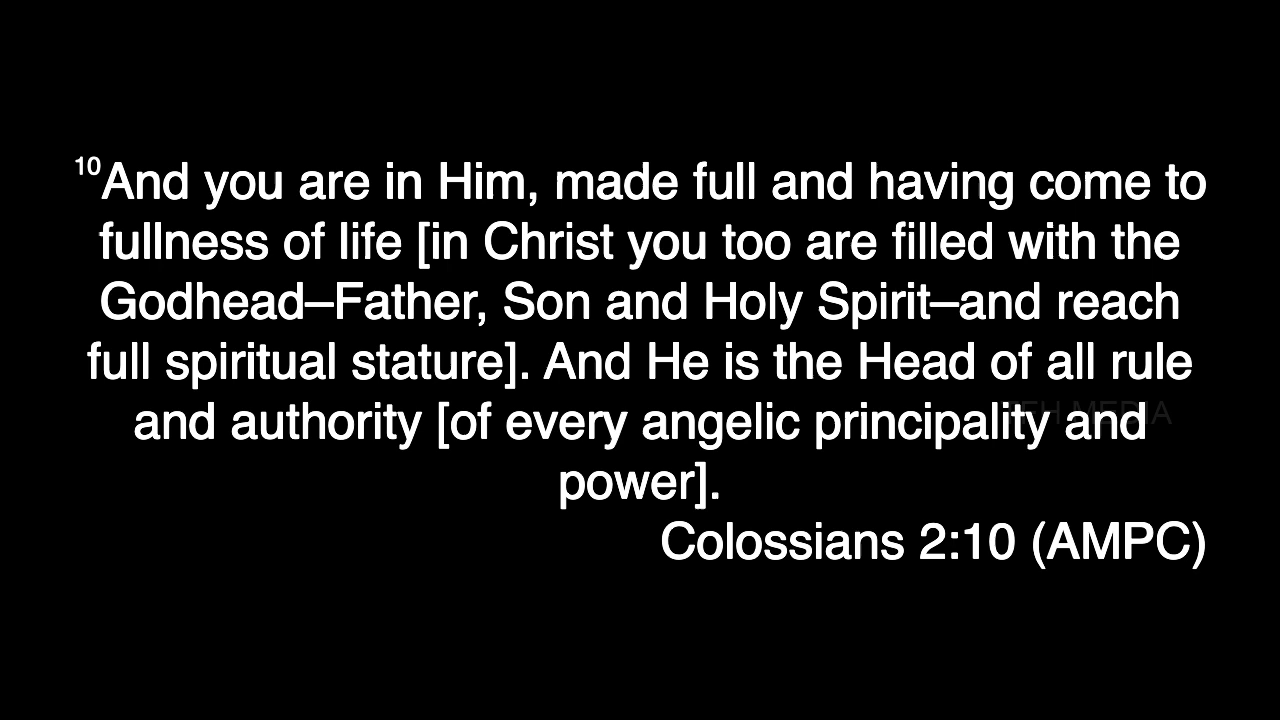 10And you are in Him, made full and having come to
fullness of life [in Christ you too are filled with the
Godhead—Father, Son and Holy Spirit—and reach
full spiritual stature]. And He is the Head of all rule
and authority [of every angelic principality and
power].
Colossians 2:10 (AMPC)
MEDIA